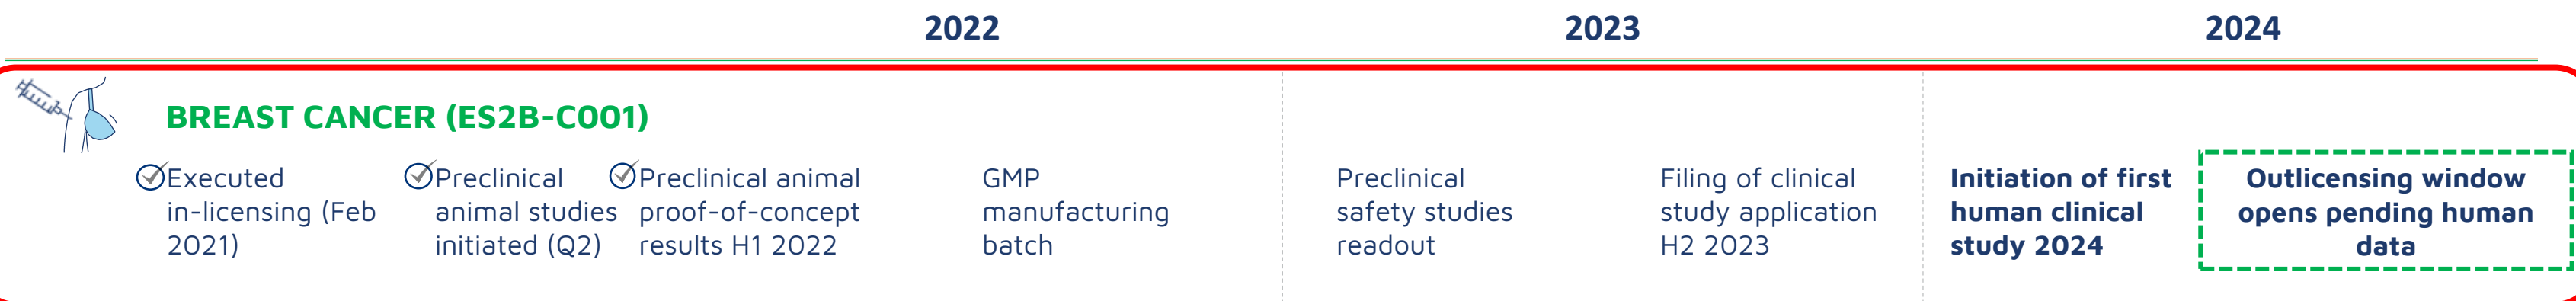 2022
2023
2024
BREAST CANCER (ES2B-C001)
Executed
in-licensing (Feb
2021)
Preclinical
animal studies
initiated (Q2)
Preclinical animal
proof-of-concept
results H1 2022
GMP
manufacturing
batch
Preclinical
safety studies
readout
Filing of clinical
study application
H2 2023
Initiation of first
human clinical
study 2024
Outlicensing window
opens pending human
data